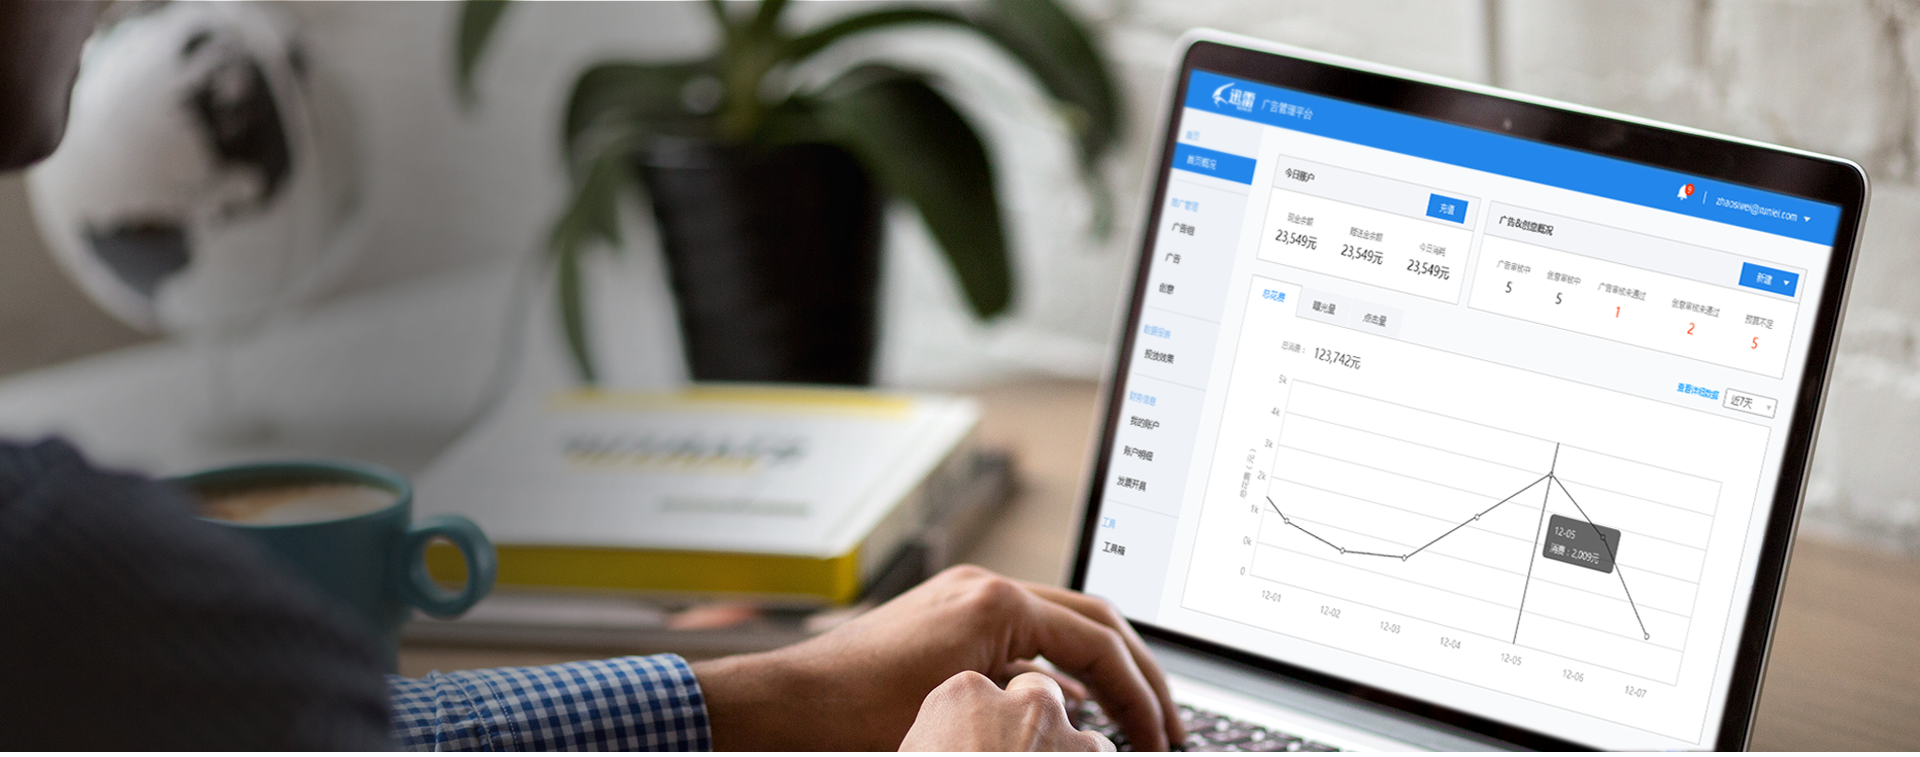 迅雷 广告管理平台
9
zhaosiwei@xunlei.com
首页
首页概况
推广管理
广告组
广告
创意
数据报表
投放效果
财务信息
我的账户
账户明细
发票开具
工具
工具箱
今日账户
充值
现金余额 赠送金余额 今日消耗
23,549元 23,549元 23,549元
广告&创意概况
新建
广告审核中 创意审核中 广告审核未通过 创意审核未通过 预算不足
5 5 1 2 5
总花费 曝光量 点击量
总消费： 123,742元
查看详细数据 近7天
总花费（元）
5k
4k
3k
2k
1k
0k
0
12-05
消费：2,009元
12-01 12-02 12-03 12-04 12-05 12-06 12-07